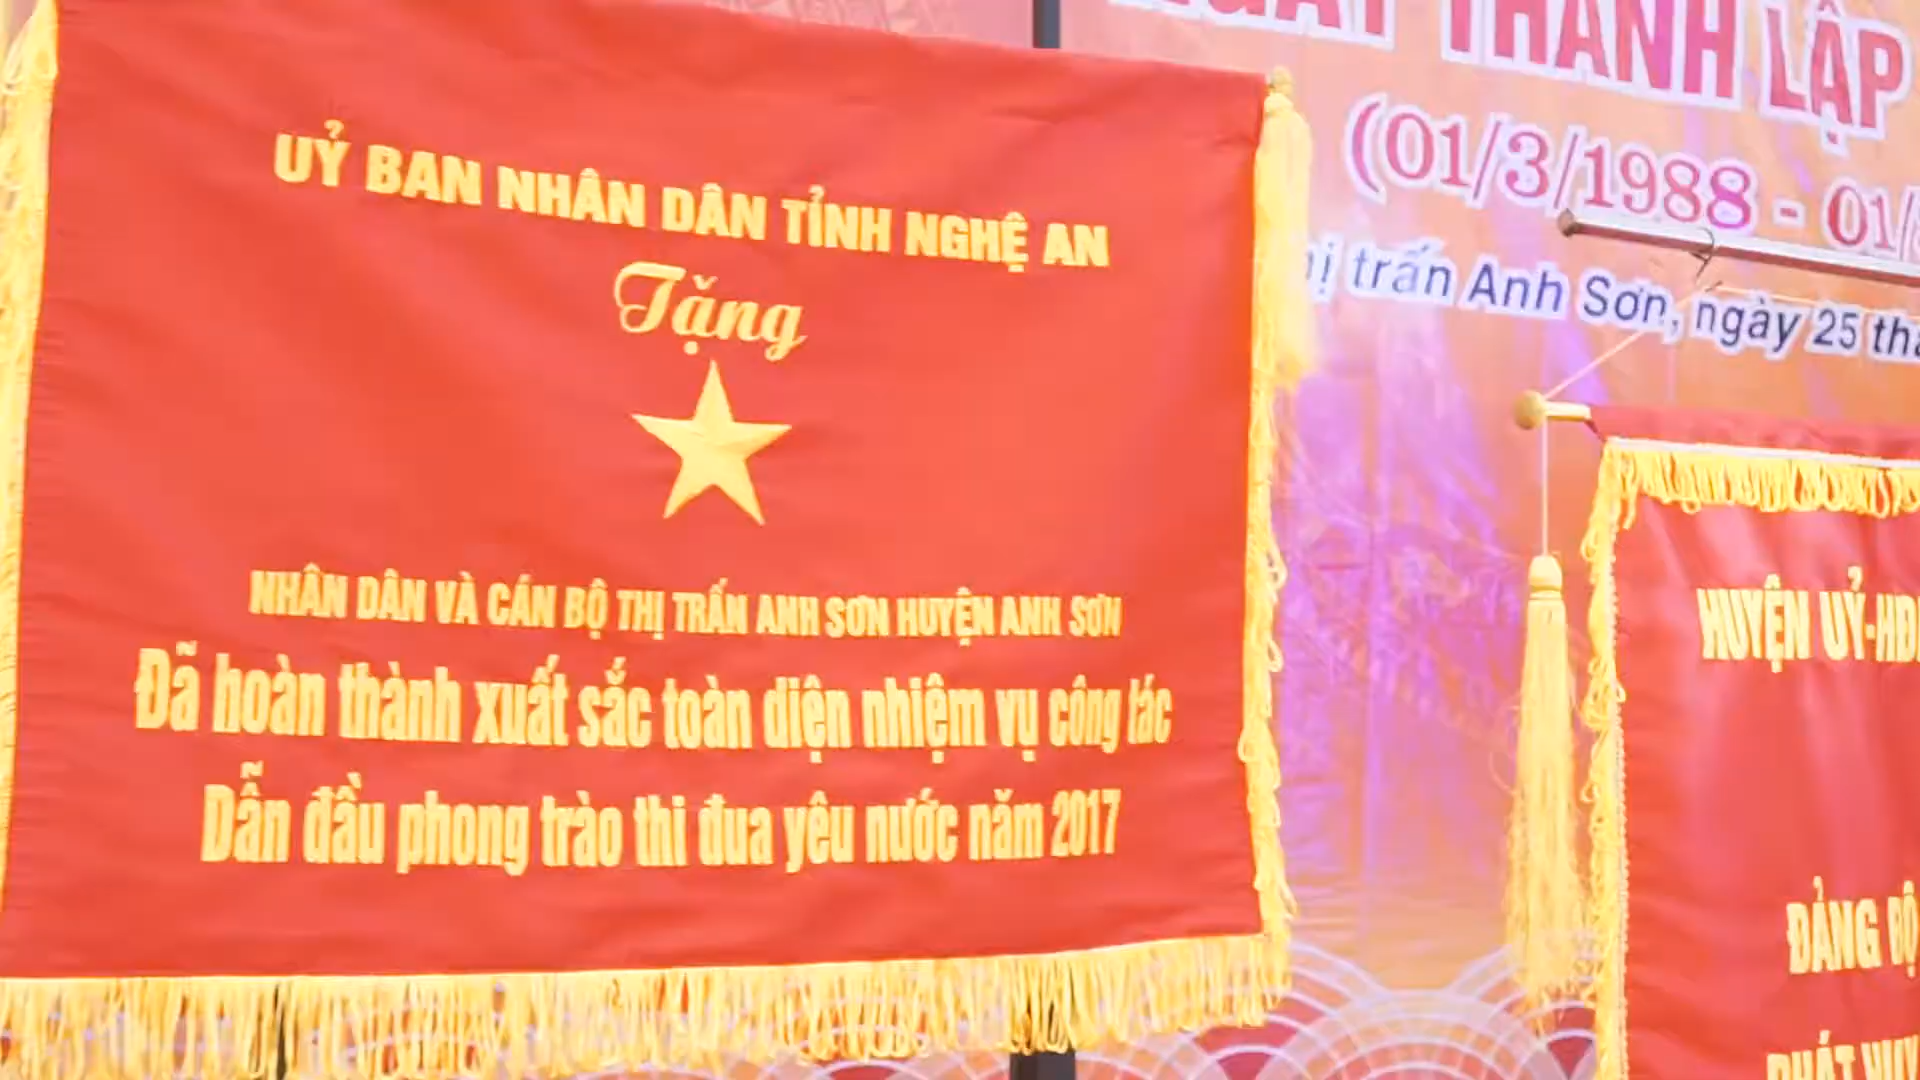 UỶ BAN NHÂN DÂN TỈNH NGHỆ AN
Tặng
NHÂN DÂN VÀ CÁN BỘ THỊ TRẤN ANH SƠN HUYỆN ANH SƠN
Đã hoàn thành xuất sắc toàn diện nhiệm vụ công tác
Dẫn đầu phong trào thi đua yêu nước năm 2017
THÀNH LẬP
(01/3/1988 - 01/
trấn Anh Sơn, ngày 25
HUYỆN UỶ-HĐ
ĐẢNG BỘ
PHÁT HUY